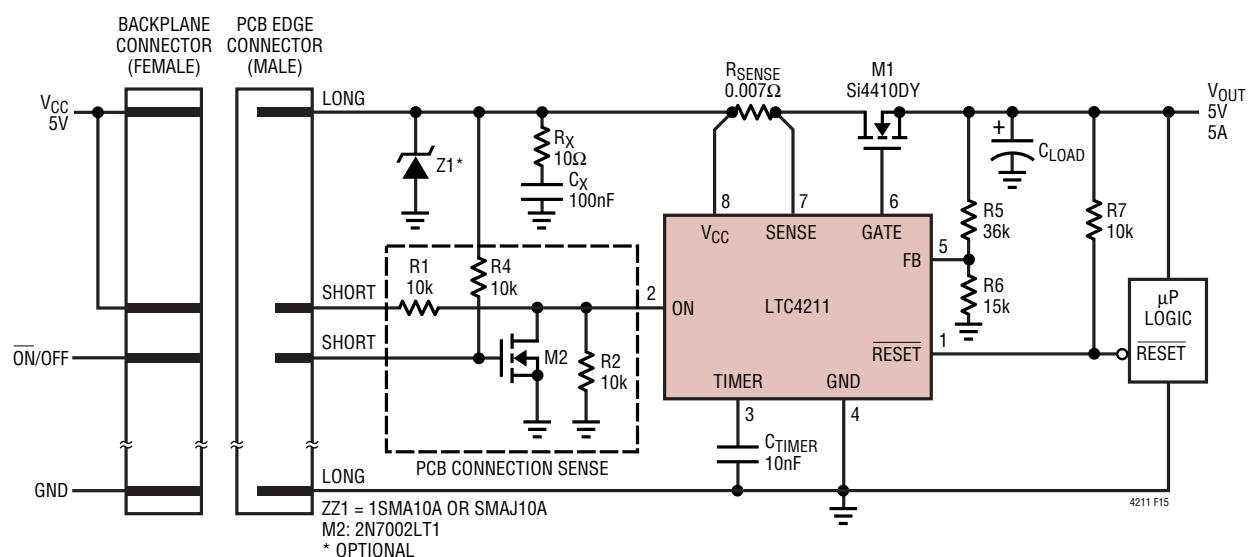 BACKPLANE
CONNECTOR
(FEMALE)
PCB EDGE
CONNECTOR
(MALE)
VCC
5V
LONG
Z1*
RX
10Ω
CX
100nF
RSENSE
0.007Ω
M1
Si4410DY
VOUT
5V
5A
+
CLOAD
R5
36k
R7
10k
8
7
6
VCC
SENSE
GATE
5
FB
R6
15k
LTC4211
SHORT
R1
10k
R4
10k
2
ON
ON/OFF
SHORT
M2
R2
10k
RESET
1
µP
LOGIC
RESET
TIMER
GND
3
4
CTIMER
10nF
PCB CONNECTION SENSE
GND
LONG
ZZ1 = 1SMA10A OR SMAJ10A
M2: 2N7002LT1
* OPTIONAL
4211 F15